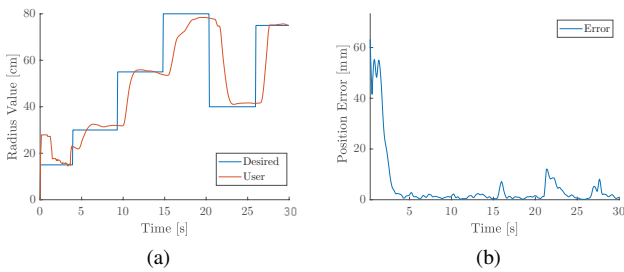 80
60
40
20
0
Radius Value [cm]
Desired
User
0 5 10 15 20 25 30
Time [s]
(a)
60
40
20
0
Position Error [mm]
Error
5 10 15 20 25 30
Time [s]
(b)